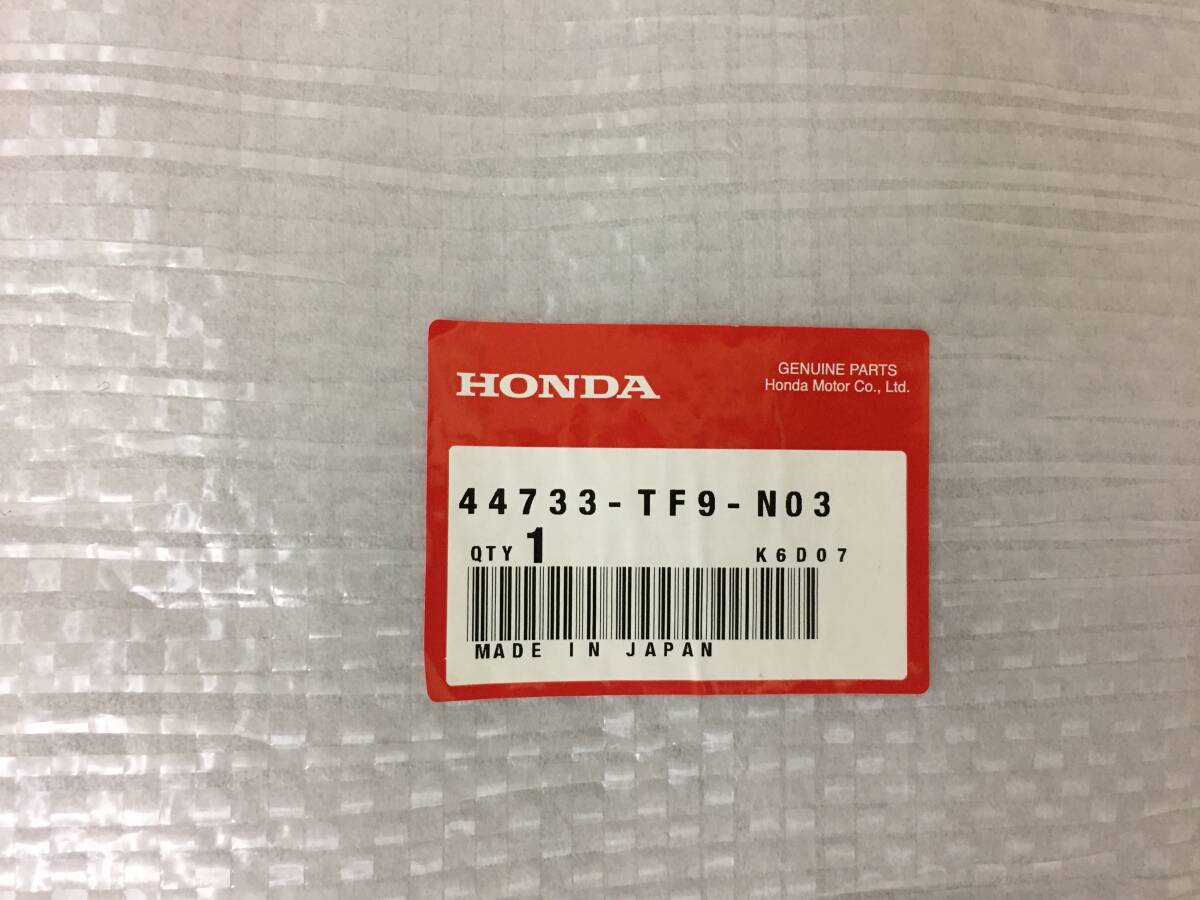 HONDA
GENUINE PARTS
Honda Motor Co., Ltd.
44733-TF9-N03
QTY 1 K6D07
MADE IN JAPAN